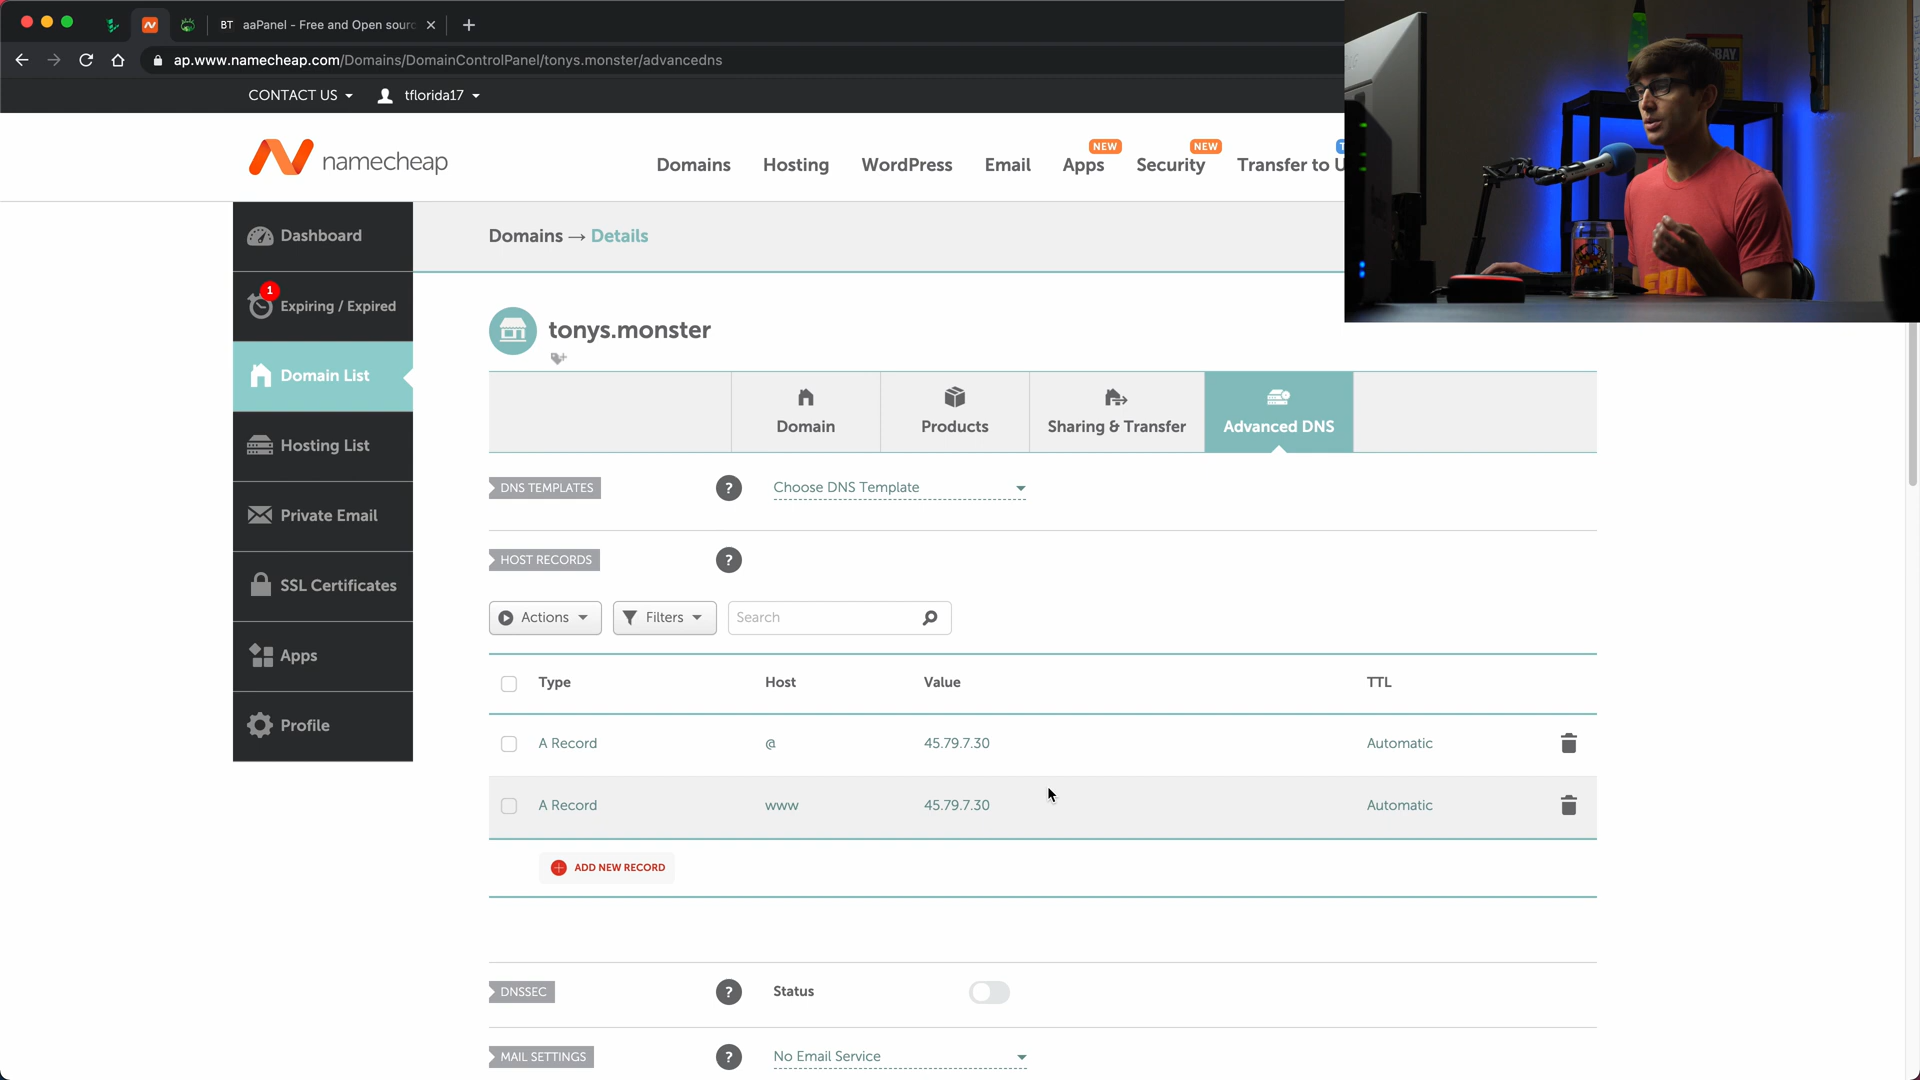 BT aaPanel - Free and Open sourc
ap.www.namecheap.com/Domains/DomainControlPanel/tonys.monster/advancedns
CONTACT US tflorida17
namecheap
Domains Hosting WordPress Email Apps NEW Security NEW Transfer to U
Dashboard
1
Expiring / Expired
Domain List
Hosting List
Private Email
SSL Certificates
Apps
Profile
Domains → Details
tonys.monster
Domain Products Sharing & Transfer Advanced DNS
DNS TEMPLATES ? Choose DNS Template
HOST RECORDS ?
Actions Filters Search
Type Host Value TTL
A Record @ 45.79.7.30 Automatic
A Record www 45.79.7.30 Automatic
ADD NEW RECORD
DNSSEC ? Status
MAIL SETTINGS ? No Email Service